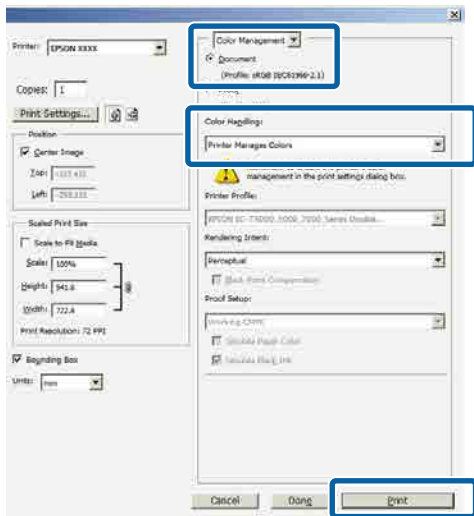 Printer: EPSON XXXX
Copies: 1
Print Settings...
Position
Center Image
Top:
Left:
Scaled Print Size
Scale to Fit Media
Scale: 100%
Height: 541.8
Width: 722.4
Print Resolution: 72 PPI
Bounding Box
Units: mm
Color Management
Document
(Profile: sRGB IEC61966-2.1)
Color Handling:
Printer Manages Colors
management in the print settings dialog box.
Printer Profile:
Rendering Intent:
Perceptual
Black Point Compensation
Proof Setup:
Working CMYK
Simulate Paper Color
Simulate Black Ink
Cancel
Done
Print